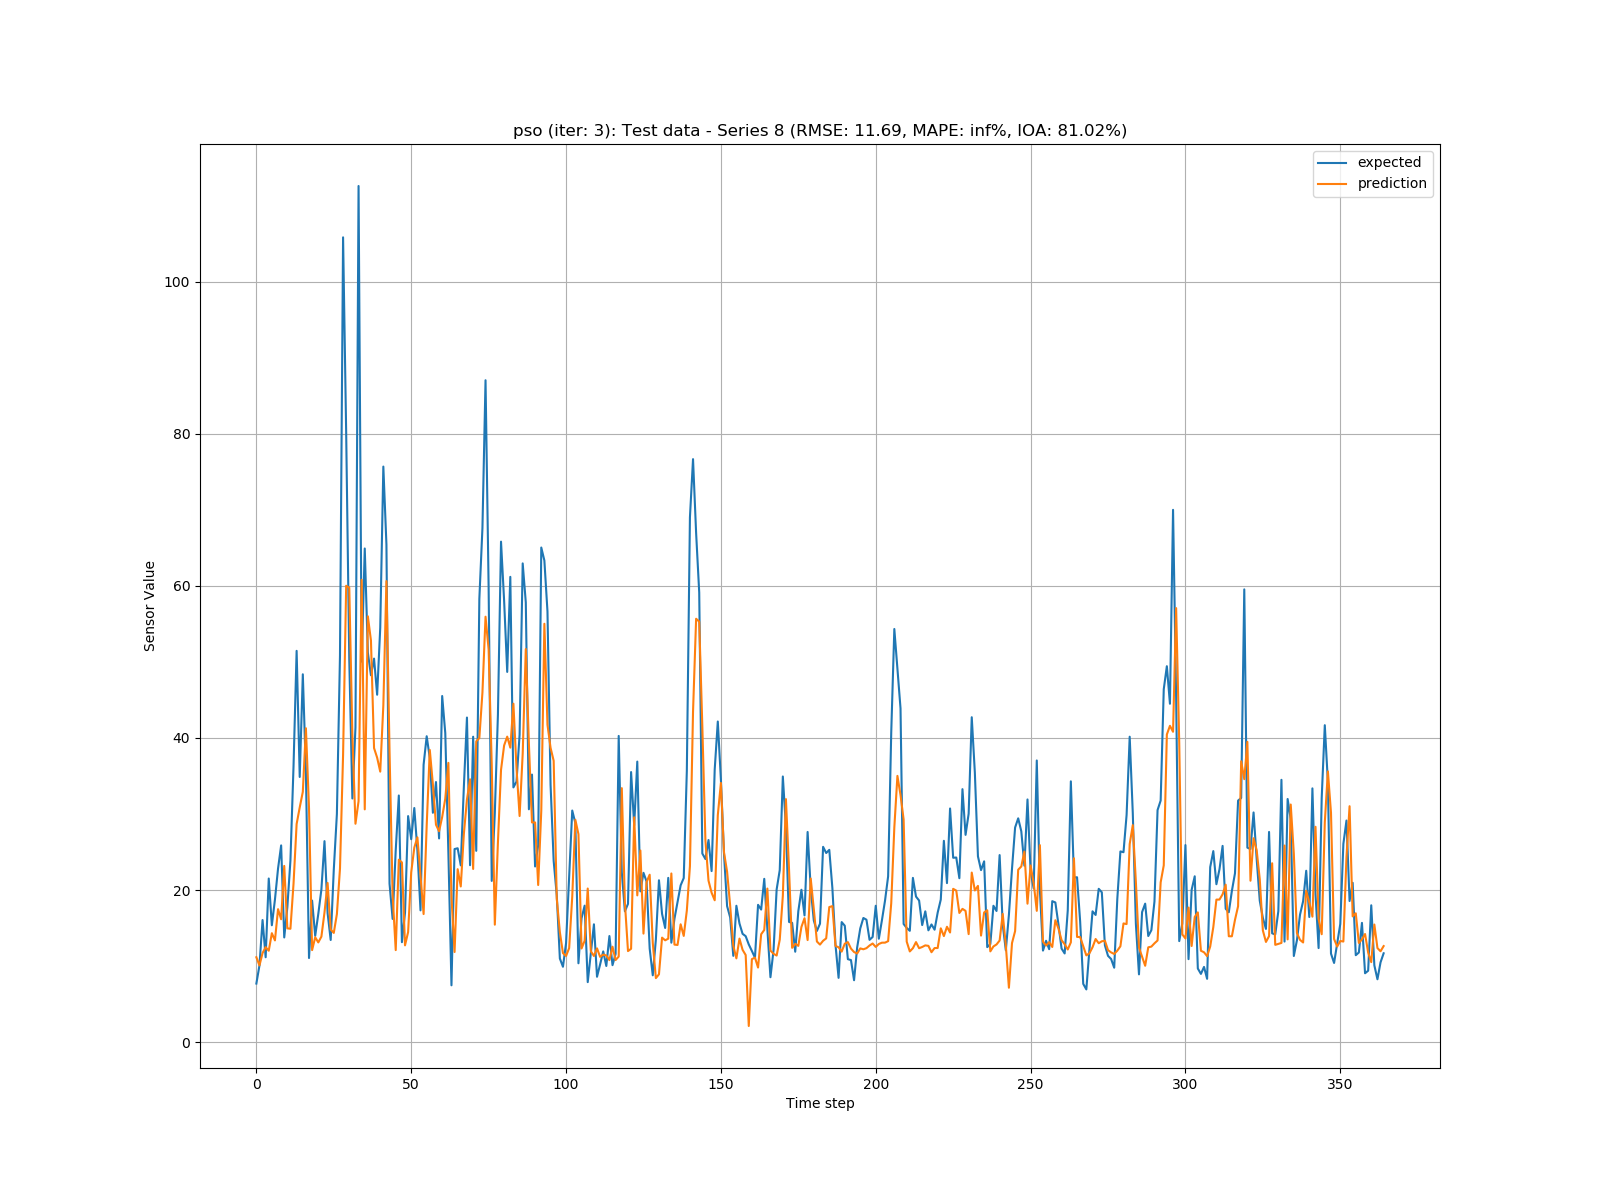 pso (iter: 3): Test data - Series 8 (RMSE: 11.69, MAPE: inf%, IOA: 81.02%)
expected
prediction
100
80
60
40
20
0
Sensor Value
0 50 100 150 200 250 300 350
Time step